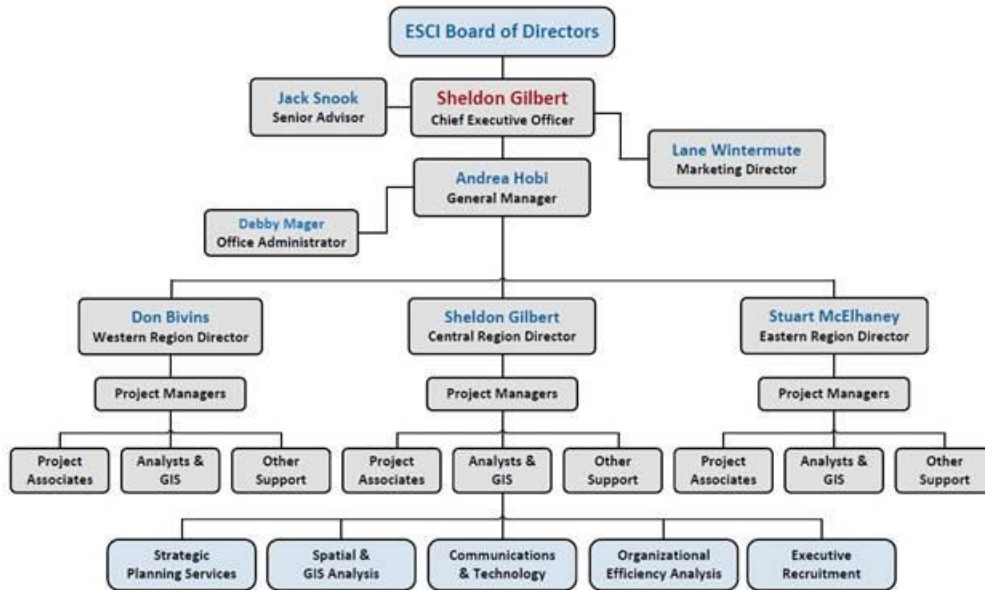 ESCI Board of Directors
Jack Snook
Senior Advisor
Sheldon Gilbert
Chief Executive Officer
Lane Wintermute
Marketing Director
Andrea Hobi
General Manager
Debby Mager
Office Administrator
Don Bivins
Western Region Director
Sheldon Gilbert
Central Region Director
Stuart McElhaney
Eastern Region Director
Project Managers
Project Managers
Project Managers
Project
Associates
Analysts &
GIS
Other
Support
Project
Associates
Analysts &
GIS
Other
Support
Project
Associates
Analysts &
GIS
Other
Support
Strategic
Planning Services
Spatial &
GIS Analysis
Communications
& Technology
Organizational
Efficiency Analysis
Executive
Recruitment